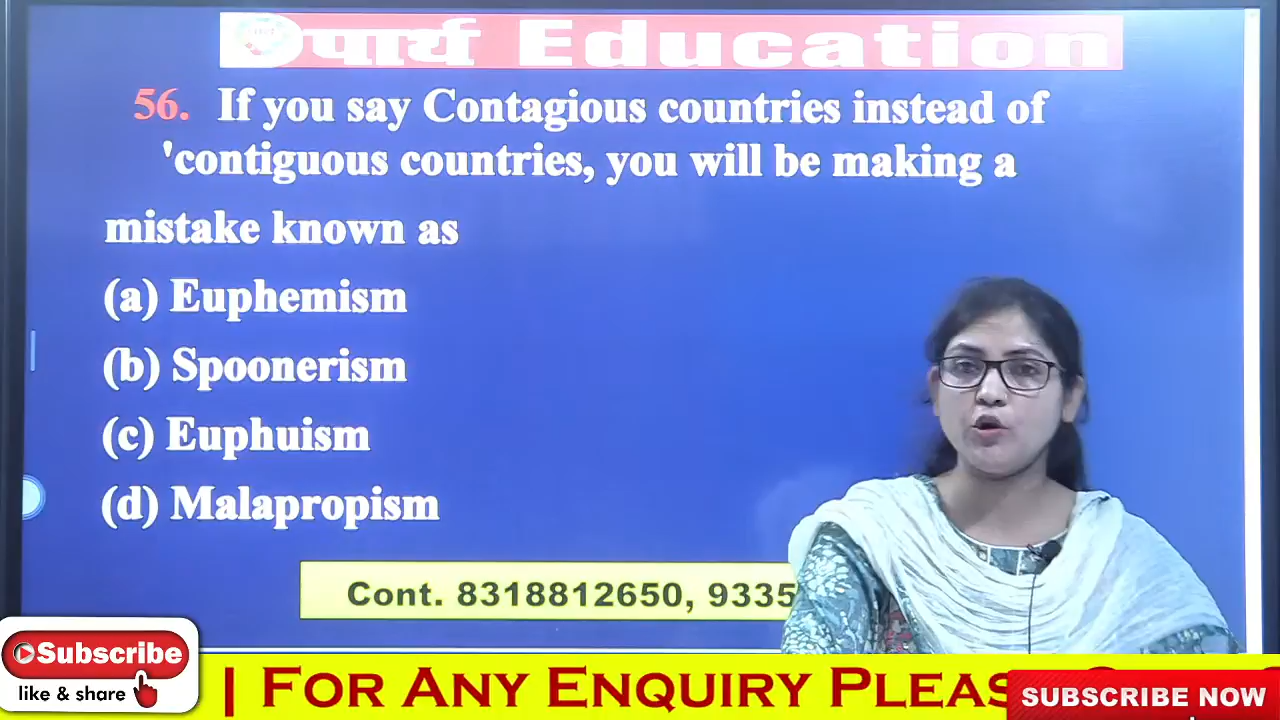 पार्थ Education
56. If you say Contagious countries instead of
'contiguous countries, you will be making a
mistake known as
(a) Euphemism
(b) Spoonerism
(c) Euphuism
(d) Malapropism
Cont. 8318812650, 9335
Subscribe
like & share
| FOR ANY ENQUIRY PLEAS
SUBSCRIBE NOW